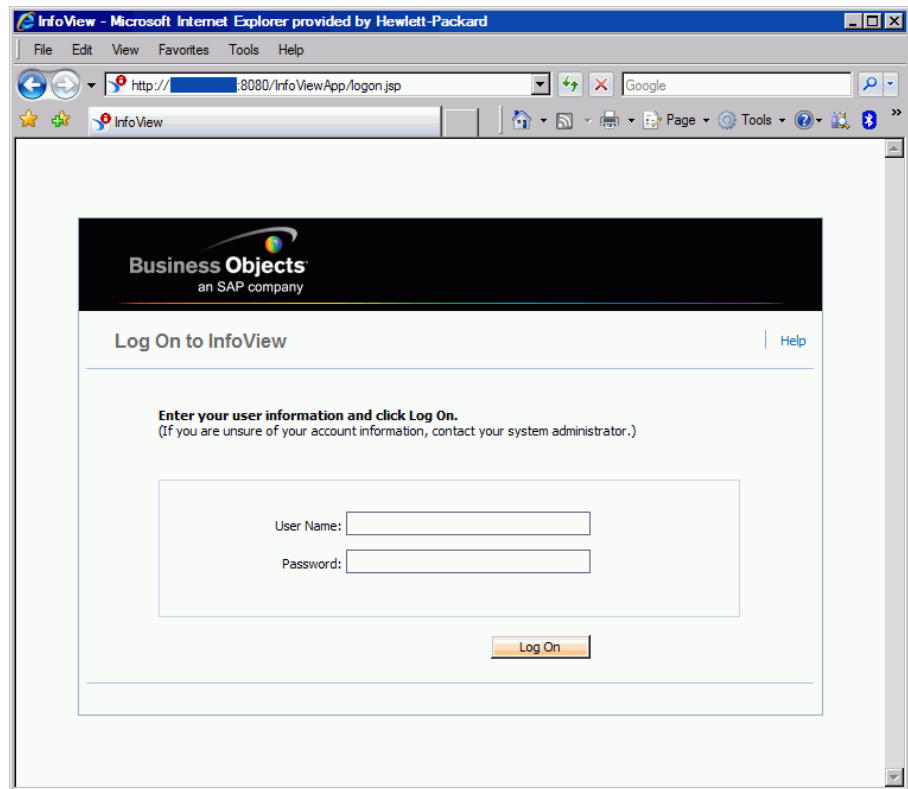 InfoView - Microsoft Internet Explorer provided by Hewlett-Packard
File Edit View Favorites Tools Help
http:// :8080/InfoViewApp/logon.jsp
Google
InfoView
Page Tools
Business Objects
an SAP company
Log On to InfoView
Help
Enter your user information and click Log On.
(If you are unsure of your account information, contact your system administrator.)
User Name:
Password:
Log On